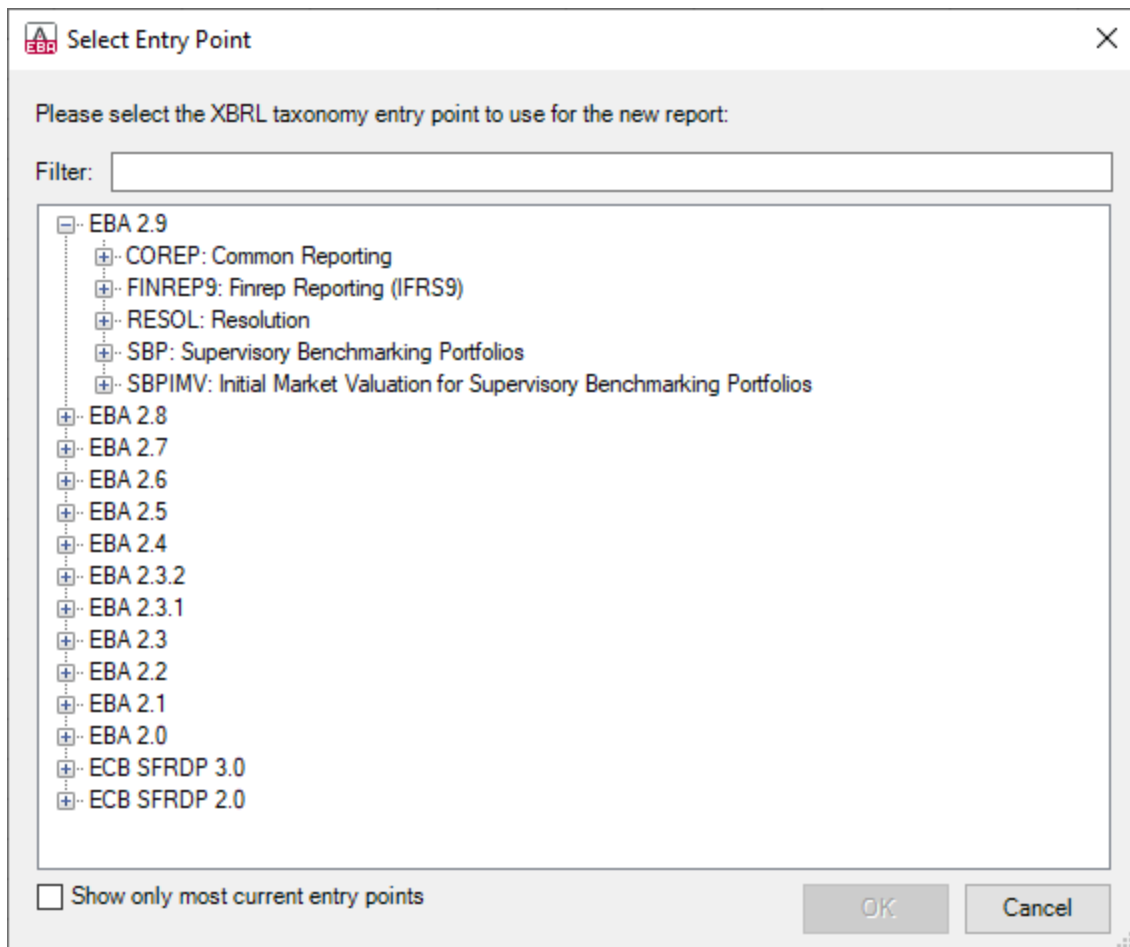 A
EBA
Select Entry Point
Please select the XBRL taxonomy entry point to use for the new report:
Filter:
EBA 2.9
COREP: Common Reporting
FINREP9: Finrep Reporting (IFRS9)
RESOL: Resolution
SBP: Supervisory Benchmarking Portfolios
SBPIMV: Initial Market Valuation for Supervisory Benchmarking Portfolios
EBA 2.8
EBA 2.7
EBA 2.6
EBA 2.5
EBA 2.4
EBA 2.3.2
EBA 2.3.1
EBA 2.3
EBA 2.2
EBA 2.1
EBA 2.0
ECB SFRDP 3.0
ECB SFRDP 2.0
Show only most current entry points
OK
Cancel